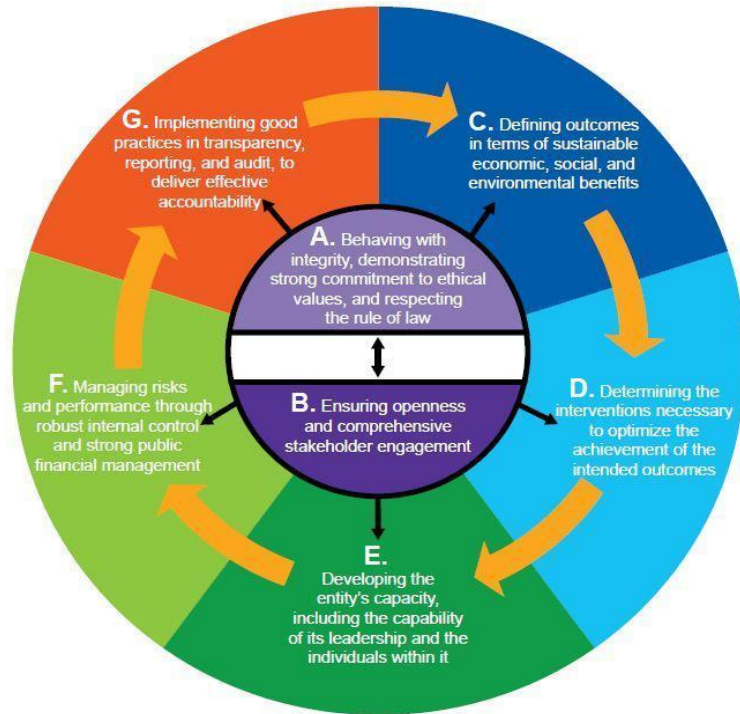 A. Behaving with
integrity, demonstrating
strong commitment to ethical
values, and respecting
the rule of law
B. Ensuring openness
and comprehensive
stakeholder engagement
C. Defining outcomes
in terms of sustainable
economic, social, and
environmental benefits
D. Determining the
interventions necessary
to optimize the
achievement of the
intended outcomes
E.
Developing the
entity's capacity,
including the capability
of its leadership and the
individuals within it
F. Managing risks
and performance through
robust internal control
and strong public
financial management
G. Implementing good
practices in transparency,
reporting, and audit, to
deliver effective
accountability